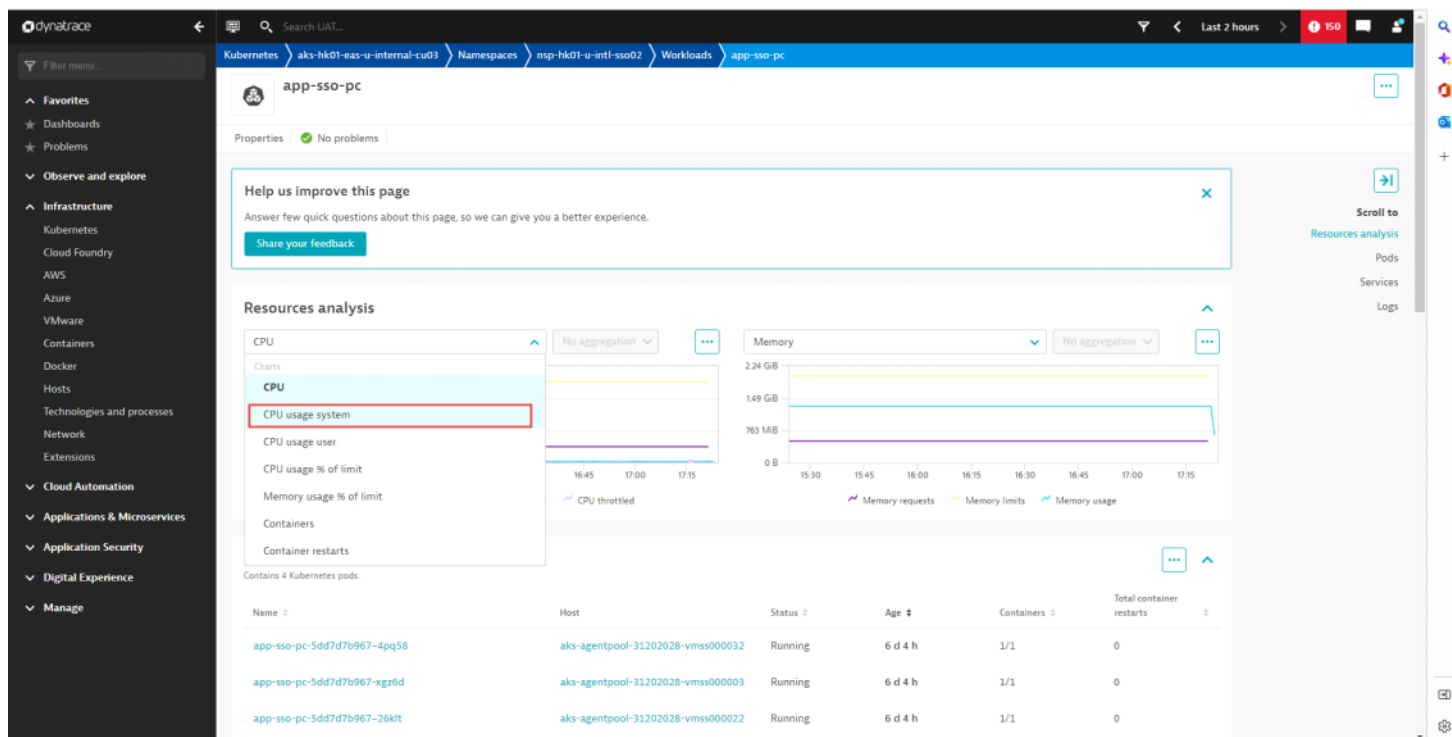 dynatrace
Search UAT...
Last 2 hours
150
Filter menu...
Favorites
Dashboards
Problems
Observe and explore
Infrastructure
Kubernetes
Cloud Foundry
AWS
Azure
VMware
Containers
Docker
Hosts
Technologies and processes
Network
Extensions
Cloud Automation
Applications & Microservices
Application Security
Digital Experience
Manage
Kubernetes aks-hk01-eas-u-internal-cu03 Namespaces nsp-hk01-u-intl-sso02 Workloads app-sso-pc
app-sso-pc
Properties No problems
Help us improve this page
Answer few quick questions about this page, so we can give you a better experience.
Share your feedback
Scroll to
Resources analysis
Pods
Services
Logs
Resources analysis
CPU No aggregation
Charts
CPU
CPU usage system
CPU usage user
CPU usage % of limit
Memory usage % of limit
Containers
Container restarts
16:45 17:00 17:15
CPU throttled
Memory No aggregation
2.24 GiB
1.49 GiB
763 MiB
0 B
15:30 15:45 16:00 16:15 16:30 16:45 17:00 17:15
Memory requests Memory limits Memory usage
Contains 4 Kubernetes pods.
Name Host Status Age Containers Total container restarts
app-sso-pc-5dd7d7b967-4pq58 aks-agentpool-31202028-vmss000032 Running 6 d 4 h 1/1 0
app-sso-pc-5dd7d7b967-xgz6d aks-agentpool-31202028-vmss000003 Running 6 d 4 h 1/1 0
app-sso-pc-5dd7d7b967-26klt aks-agentpool-31202028-vmss000022 Running 6 d 4 h 1/1 0